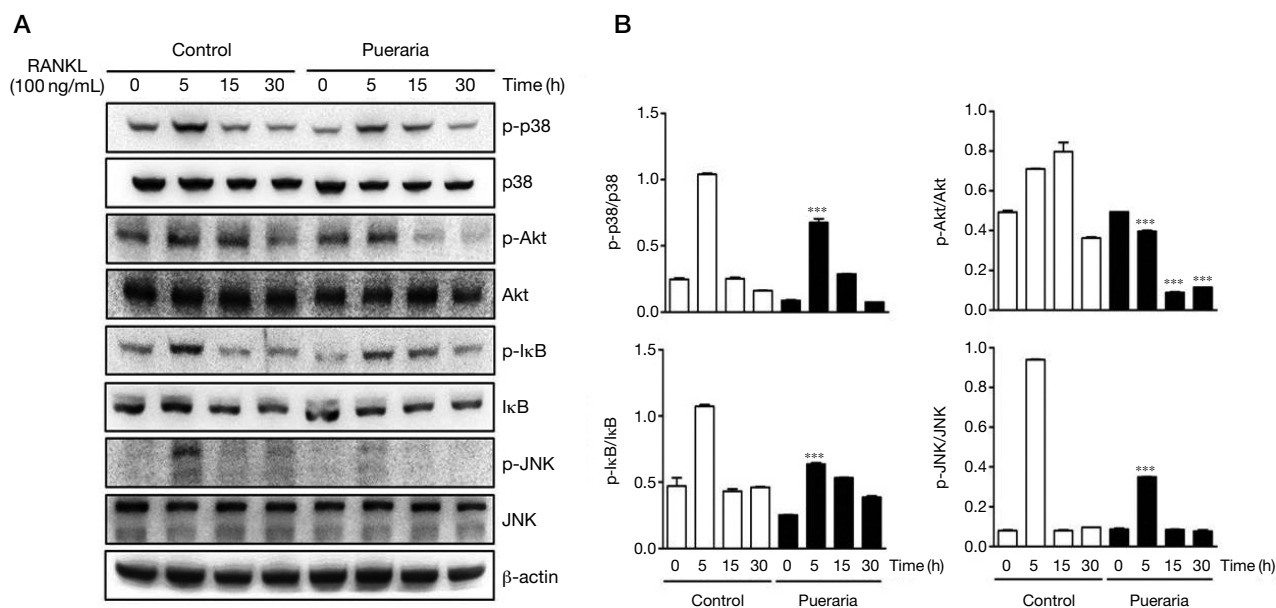 A
Control Pueraria
RANKL
(100 ng/mL)
0 5 15 30 0 5 15 30 Time (h)
p-p38
p38
p-Akt
Akt
p-IκB
IκB
p-JNK
JNK
β-actin
B
p-p38/p38
1.5
1.0
0.5
0.0
***
p-Akt/Akt
1.0
0.8
0.6
0.4
0.2
0.0
***
*** ***
p-IκB/IκB
1.5
1.0
0.5
0.0
***
0 5 15 30 0 5 15 30 Time (h)
Control Pueraria
p-JNK/JNK
1.0
0.8
0.6
0.4
0.2
0.0
***
0 5 15 30 0 5 15 30 Time (h)
Control Pueraria